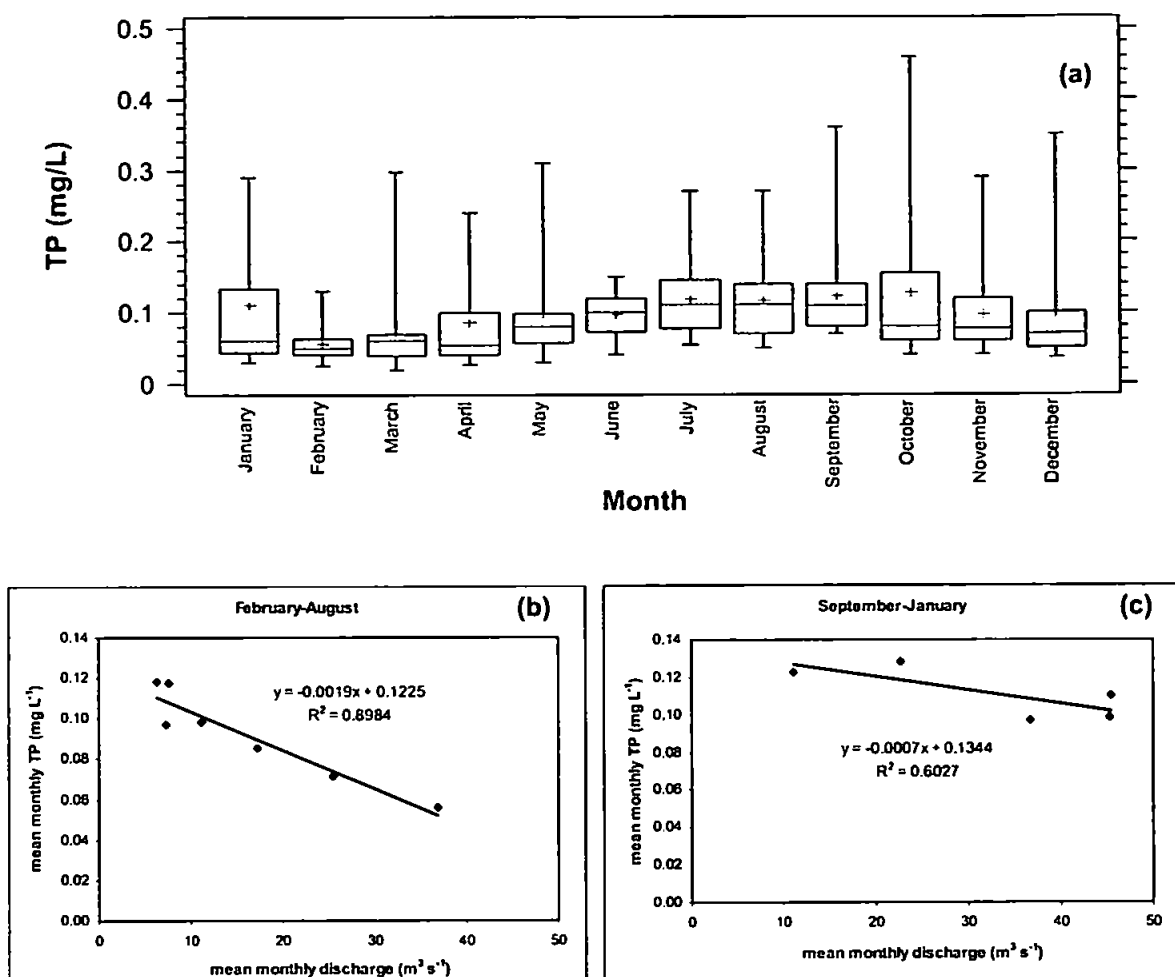 (a)
TP (mg/L)
0.5
0.4
0.3
0.2
0.1
0
January
February
March
April
May
June
July
August
September
October
November
December
Month
February-August
(b)
mean monthly TP (mg L⁻¹)
0.14
0.12
0.10
0.08
0.06
0.04
0.02
0.00
y = -0.0019x + 0.1225
R² = 0.8984
0 10 20 30 40 50
mean monthly discharge (m³ s⁻¹)
September-January
(c)
mean monthly TP (mg L⁻¹)
0.14
0.12
0.10
0.08
0.06
0.04
0.02
0.00
y = -0.0007x + 0.1344
R² = 0.6027
0 10 20 30 40 50
mean monthly discharge (m³ s⁻¹)